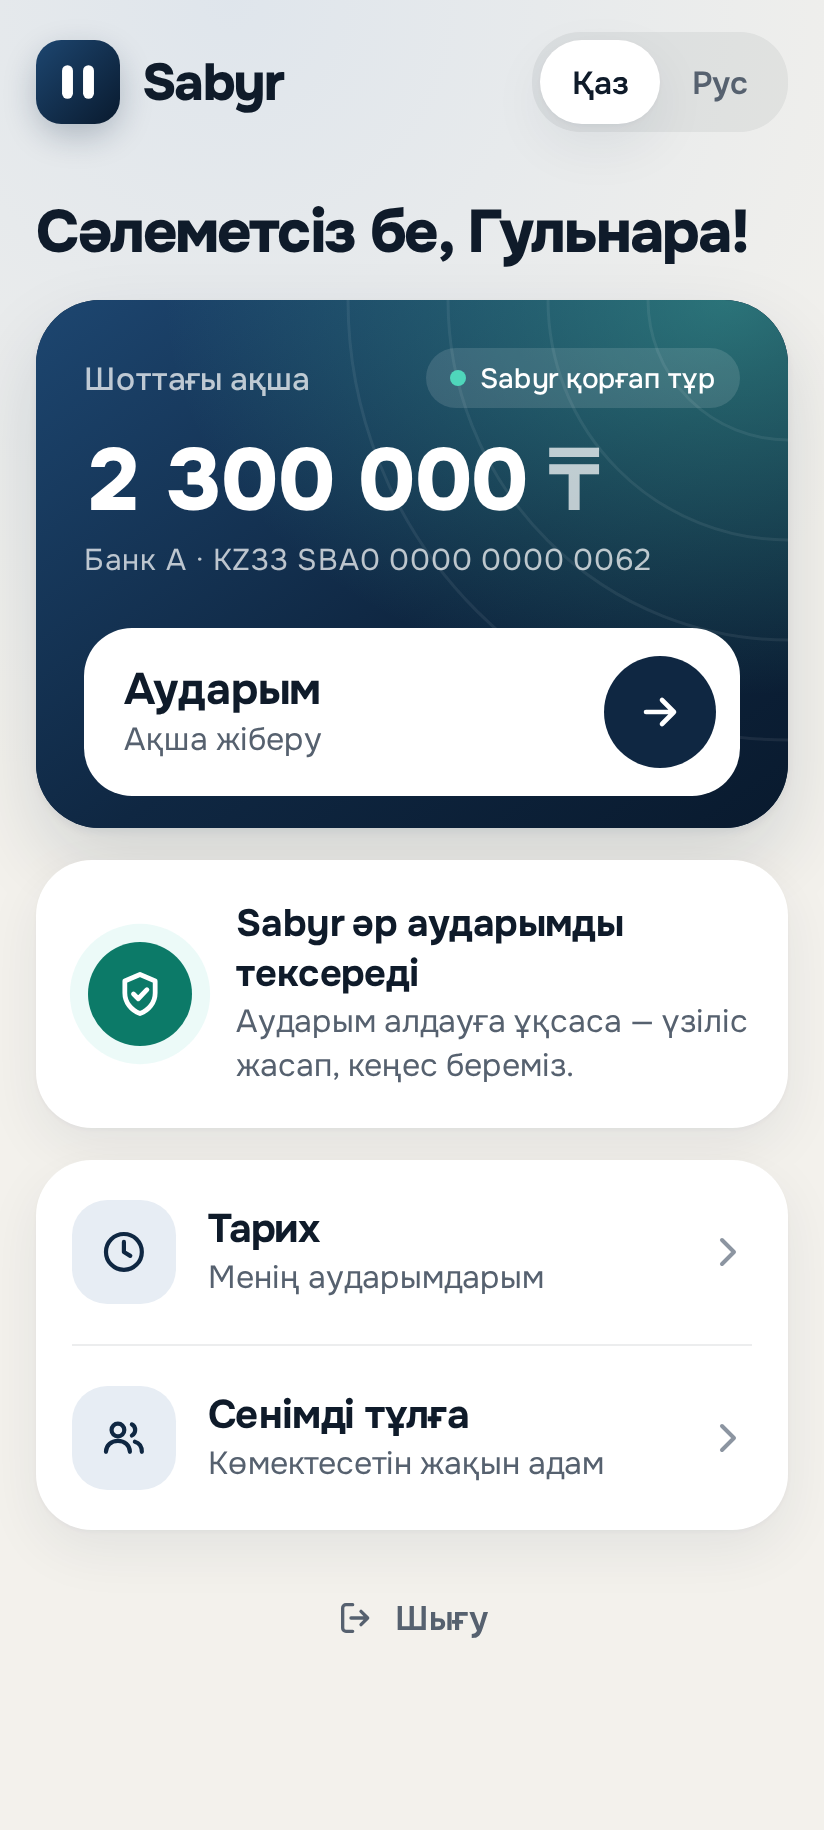 Sabyr
Қаз Рус
Сәлеметсіз бе, Гульнара!
Шоттағы ақша
Sabyr қорғап тұр
2 300 000 ₸
Банк А · KZ33 SBA0 0000 0000 0062
Аударым
Ақша жіберу
Sabyr әр аударымды
тексереді
Аударым алдауға ұқсаса — үзіліс
жасап, кеңес береміз.
Тарих
Менің аударымдарым
Сенімді тұлға
Көмектесетін жақын адам
Шығу